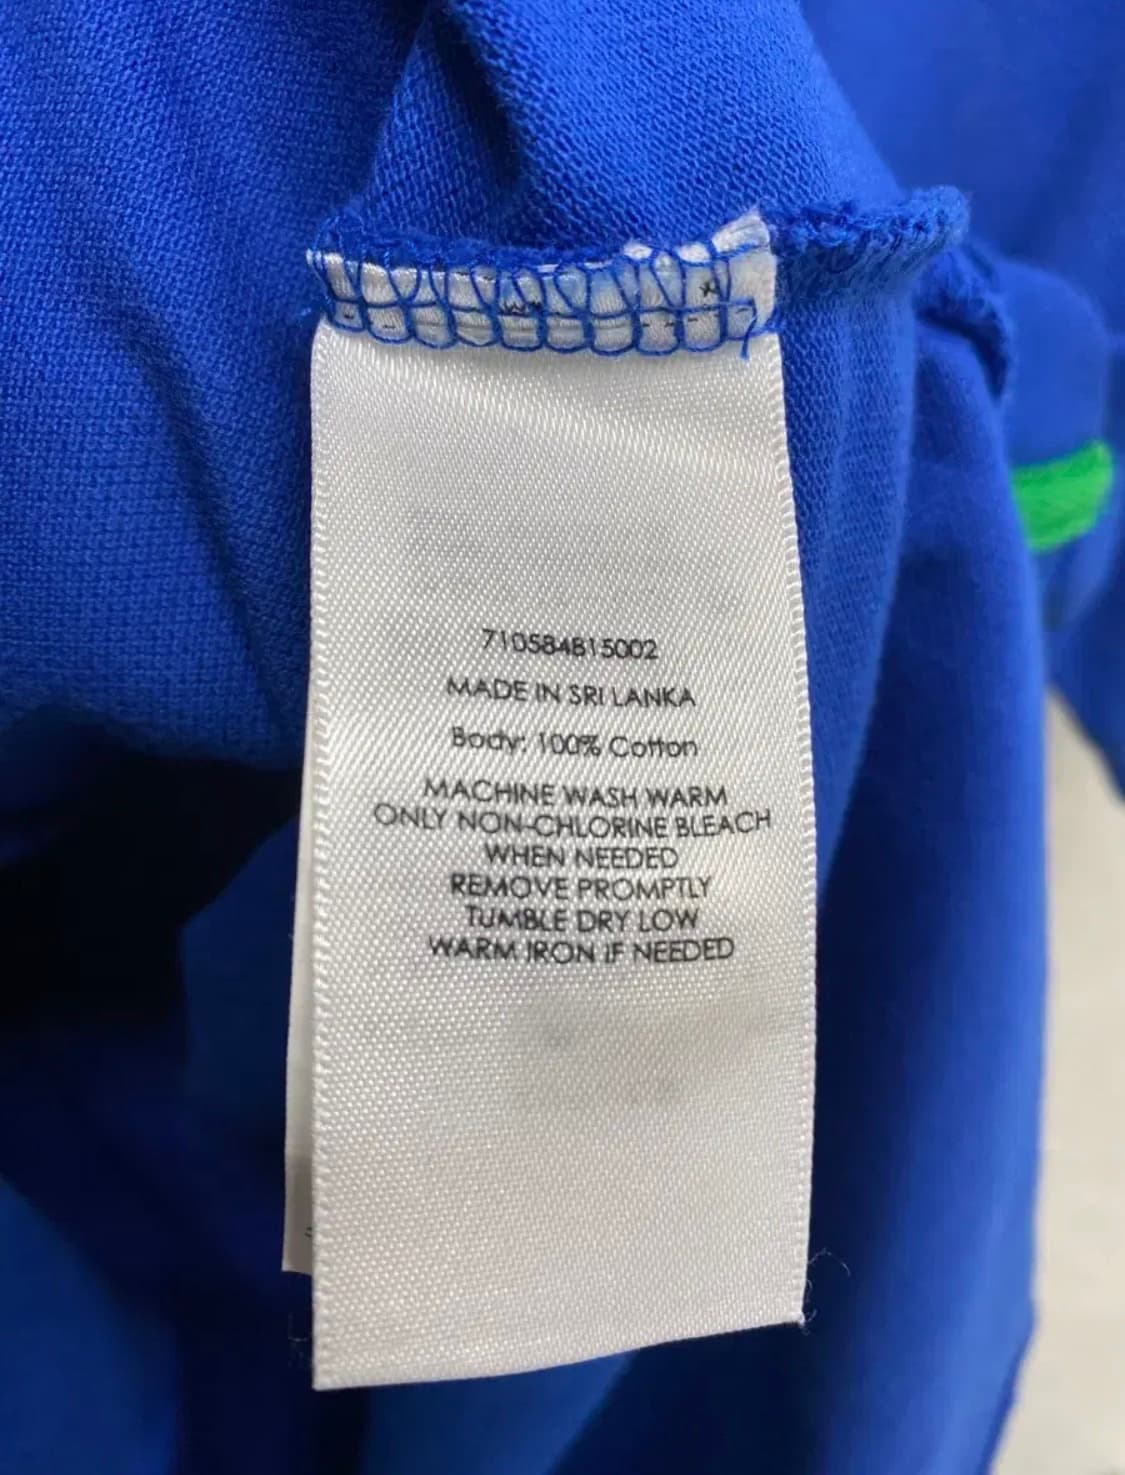 710584815002
MADE IN SRI LANKA
Body: 100% Cotton
MACHINE WASH WARM
ONLY NON-CHLORINE BLEACH
WHEN NEEDED
REMOVE PROMPTLY
TUMBLE DRY LOW
WARM IRON IF NEEDED